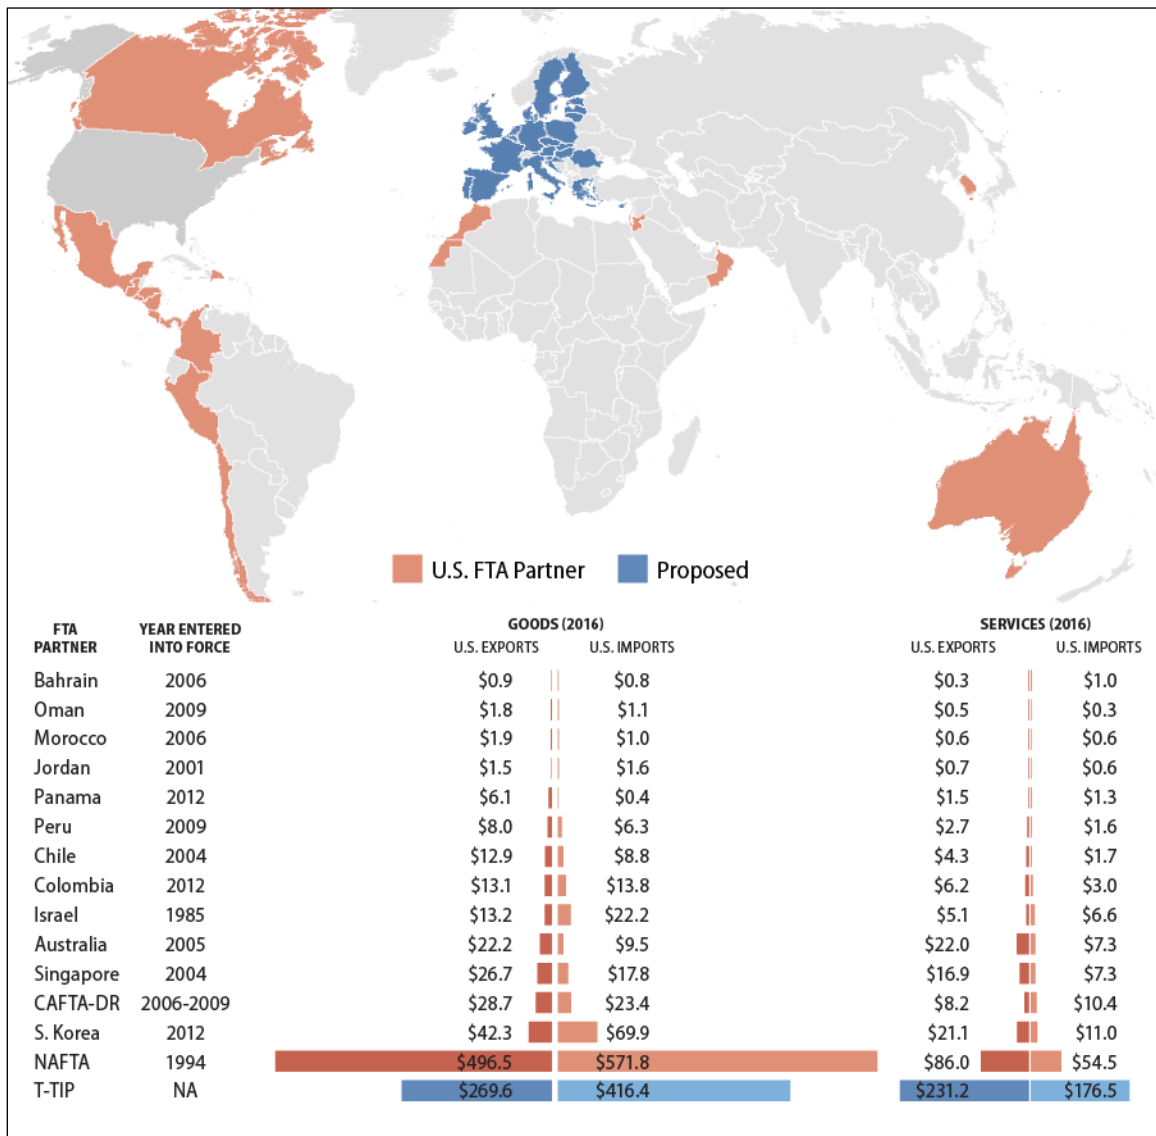 U.S. FTA Partner Proposed
FTA PARTNER YEAR ENTERED INTO FORCE GOODS (2016) SERVICES (2016)
U.S. EXPORTS U.S. IMPORTS U.S. EXPORTS U.S. IMPORTS
Bahrain 2006 $0.9 $0.8 $0.3 $1.0
Oman 2009 $1.8 $1.1 $0.5 $0.3
Morocco 2006 $1.9 $1.0 $0.6 $0.6
Jordan 2001 $1.5 $1.6 $0.7 $0.6
Panama 2012 $6.1 $0.4 $1.5 $1.3
Peru 2009 $8.0 $6.3 $2.7 $1.6
Chile 2004 $12.9 $8.8 $4.3 $1.7
Colombia 2012 $13.1 $13.8 $6.2 $3.0
Israel 1985 $13.2 $22.2 $5.1 $6.6
Australia 2005 $22.2 $9.5 $22.0 $7.3
Singapore 2004 $26.7 $17.8 $16.9 $7.3
CAFTA-DR 2006-2009 $28.7 $23.4 $8.2 $10.4
S. Korea 2012 $42.3 $69.9 $21.1 $11.0
NAFTA 1994 $496.5 $571.8 $86.0 $54.5
T-TIP NA $269.6 $416.4 $231.2 $176.5